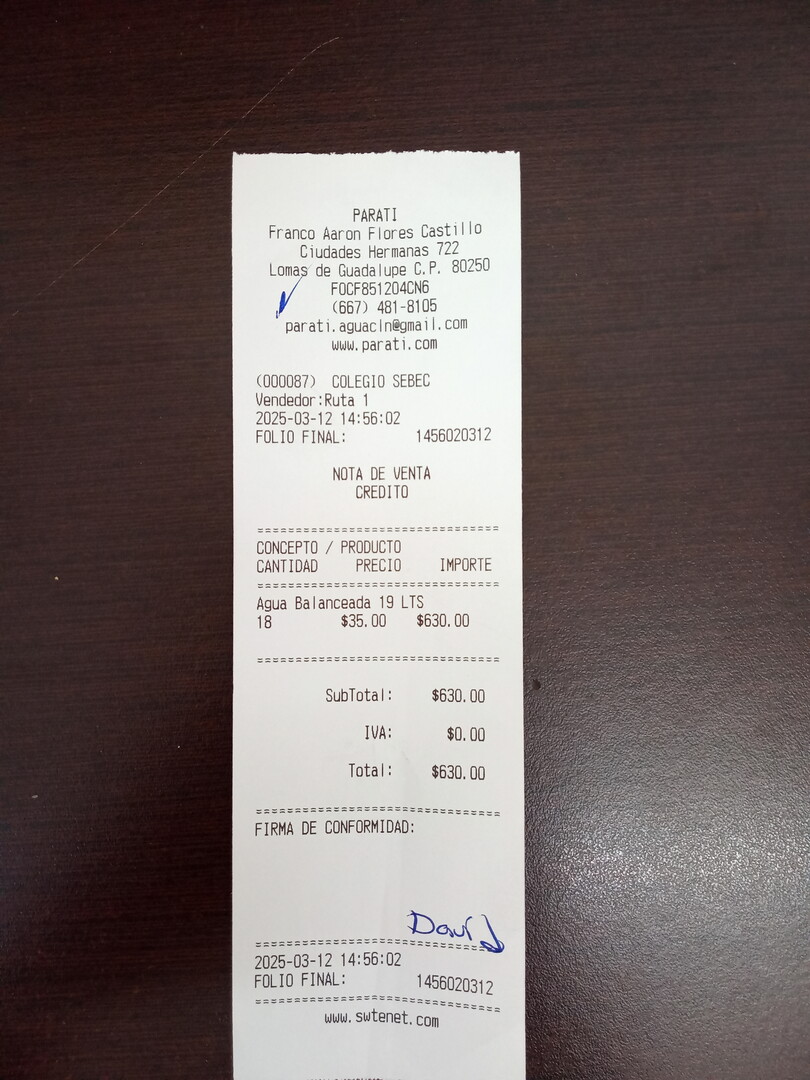 PARATI
Franco Aaron Flores Castillo
Ciudades Hermanas 722
Lomas de Guadalupe C.P. 80250
FOCF851204CN6
(667) 481-8105
parati.aguacln@gmail.com
www.parati.com
(000087) COLEGIO SEBEC
Vendedor:Ruta 1
2025-03-12 14:56:02
FOLIO FINAL: 1456020312
NOTA DE VENTA
CREDITO
CONCEPTO / PRODUCTO
CANTIDAD PRECIO IMPORTE
Agua Balanceada 19 LTS
18 $35.00 $630.00
SubTotal: $630.00
IVA: $0.00
Total: $630.00
FIRMA DE CONFORMIDAD:
David
2025-03-12 14:56:02
FOLIO FINAL: 1456020312
www.swtenet.com